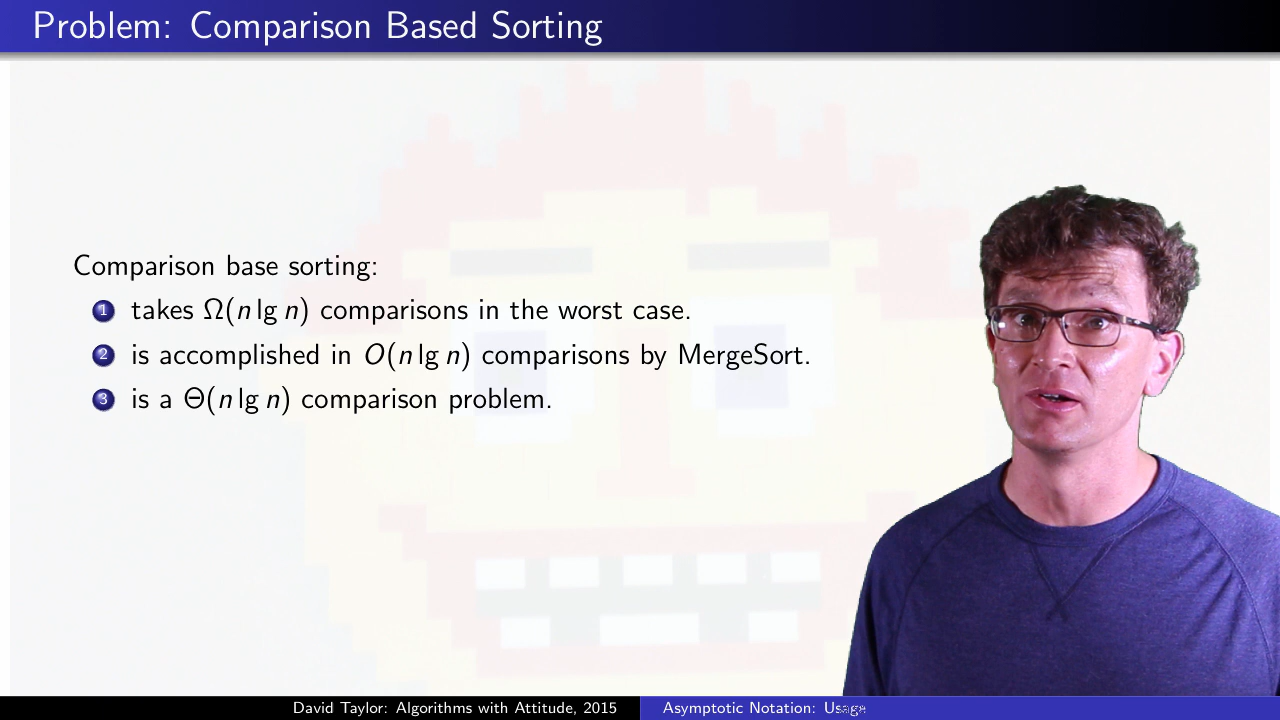 Problem: Comparison Based Sorting
Comparison base sorting:
1 takes Ω(n lg n) comparisons in the worst case.
2 is accomplished in O(n lg n) comparisons by MergeSort.
3 is a Θ(n lg n) comparison problem.
David Taylor: Algorithms with Attitude, 2015
Asymptotic Notation: Usage